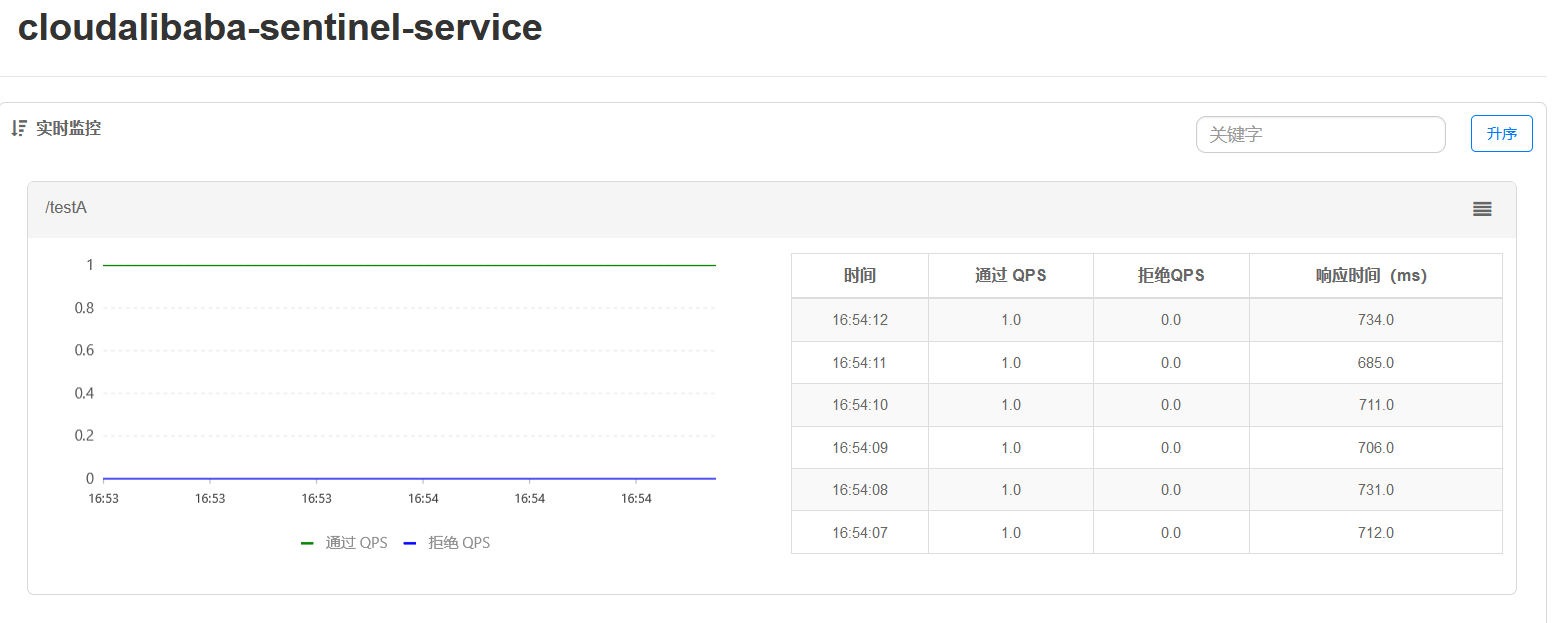 cloudalibaba-sentinel-service
实时监控
关键字
升序
/testA
1
0.8
0.6
0.4
0.2
0
16:53 16:53 16:53 16:54 16:54 16:54
通过 QPS 拒绝 QPS
时间 通过 QPS 拒绝QPS 响应时间（ms）
16:54:12 1.0 0.0 734.0
16:54:11 1.0 0.0 685.0
16:54:10 1.0 0.0 711.0
16:54:09 1.0 0.0 706.0
16:54:08 1.0 0.0 731.0
16:54:07 1.0 0.0 712.0